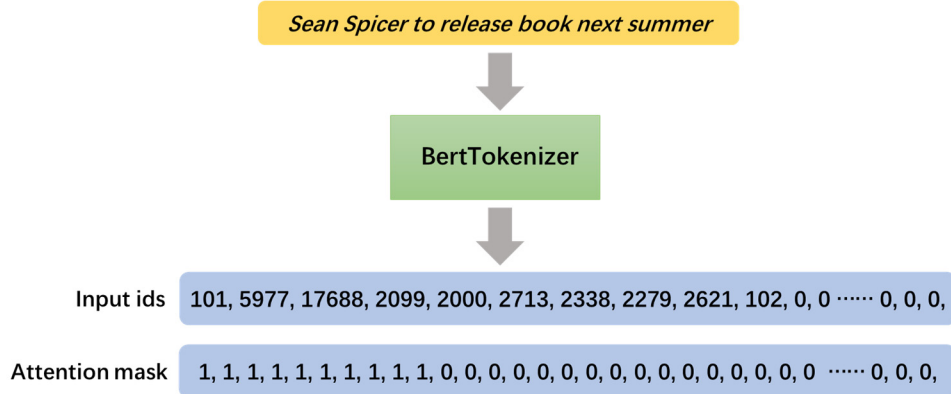 Sean Spicer to release book next summer
BertTokenizer
Input ids 101, 5977, 17688, 2099, 2000, 2713, 2338, 2279, 2621, 102, 0, 0 ······ 0, 0, 0,
Attention mask 1, 1, 1, 1, 1, 1, 1, 1, 1, 1, 0, 0, 0, 0, 0, 0, 0, 0, 0, 0, 0, 0, 0, 0, 0, 0 ······ 0, 0, 0,